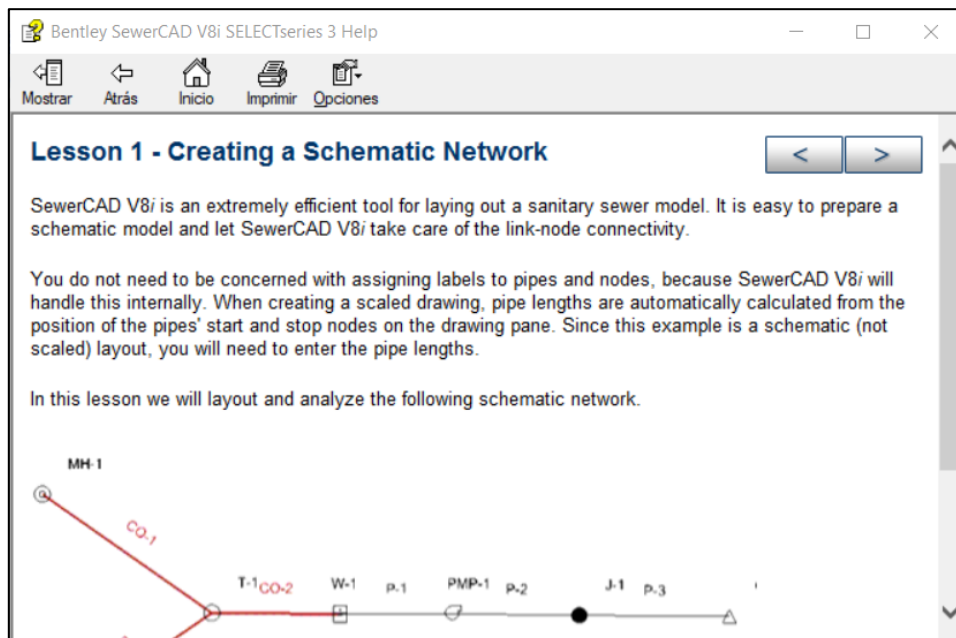 Bentley SewerCAD V8i SELECTseries 3 Help
Mostrar Atrás Inicio Imprimir Opciones
Lesson 1 - Creating a Schematic Network
< >
SewerCAD V8i is an extremely efficient tool for laying out a sanitary sewer model. It is easy to prepare a
schematic model and let SewerCAD V8i take care of the link-node connectivity.
You do not need to be concerned with assigning labels to pipes and nodes, because SewerCAD V8i will
handle this internally. When creating a scaled drawing, pipe lengths are automatically calculated from the
position of the pipes' start and stop nodes on the drawing pane. Since this example is a schematic (not
scaled) layout, you will need to enter the pipe lengths.
In this lesson we will layout and analyze the following schematic network.
MH-1
CO-1
T-1 CO-2 W-1 P-1 PMP-1 P-2 J-1 P-3